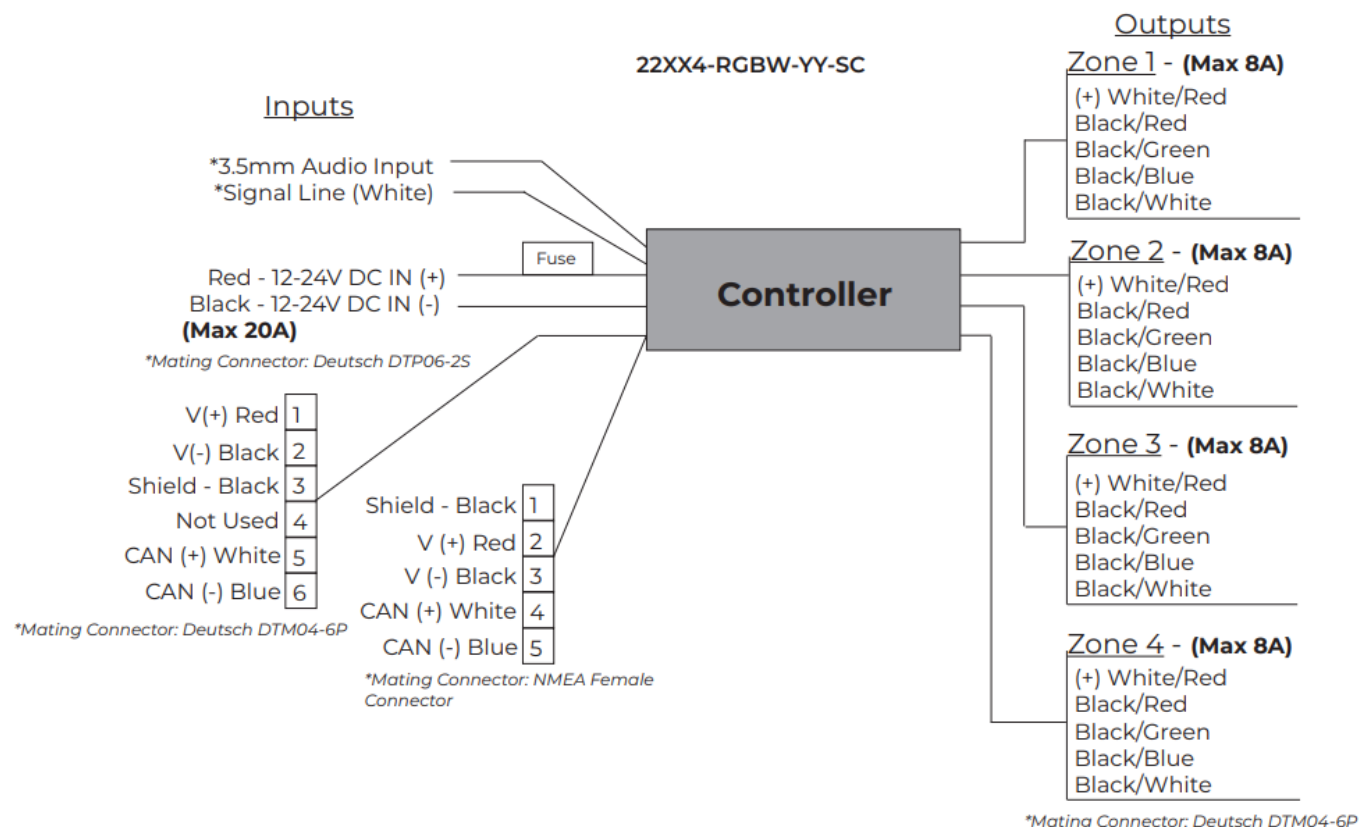 22XX4-RGBW-YY-SC
Inputs
*3.5mm Audio Input
*Signal Line (White)
Fuse
Red - 12-24V DC IN (+)
Black - 12-24V DC IN (-)
(Max 20A)
*Mating Connector: Deutsch DTP06-2S
V(+) Red 1
V(-) Black 2
Shield - Black 3
Not Used 4
CAN (+) White 5
CAN (-) Blue 6
*Mating Connector: Deutsch DTM04-6P
Shield - Black 1
V (+) Red 2
V (-) Black 3
CAN (+) White 4
CAN (-) Blue 5
*Mating Connector: NMEA Female
Connector
Controller
Outputs
Zone 1 - (Max 8A)
(+) White/Red
Black/Red
Black/Green
Black/Blue
Black/White
Zone 2 - (Max 8A)
(+) White/Red
Black/Red
Black/Green
Black/Blue
Black/White
Zone 3 - (Max 8A)
(+) White/Red
Black/Red
Black/Green
Black/Blue
Black/White
Zone 4 - (Max 8A)
(+) White/Red
Black/Red
Black/Green
Black/Blue
Black/White
*Mating Connector: Deutsch DTM04-6P